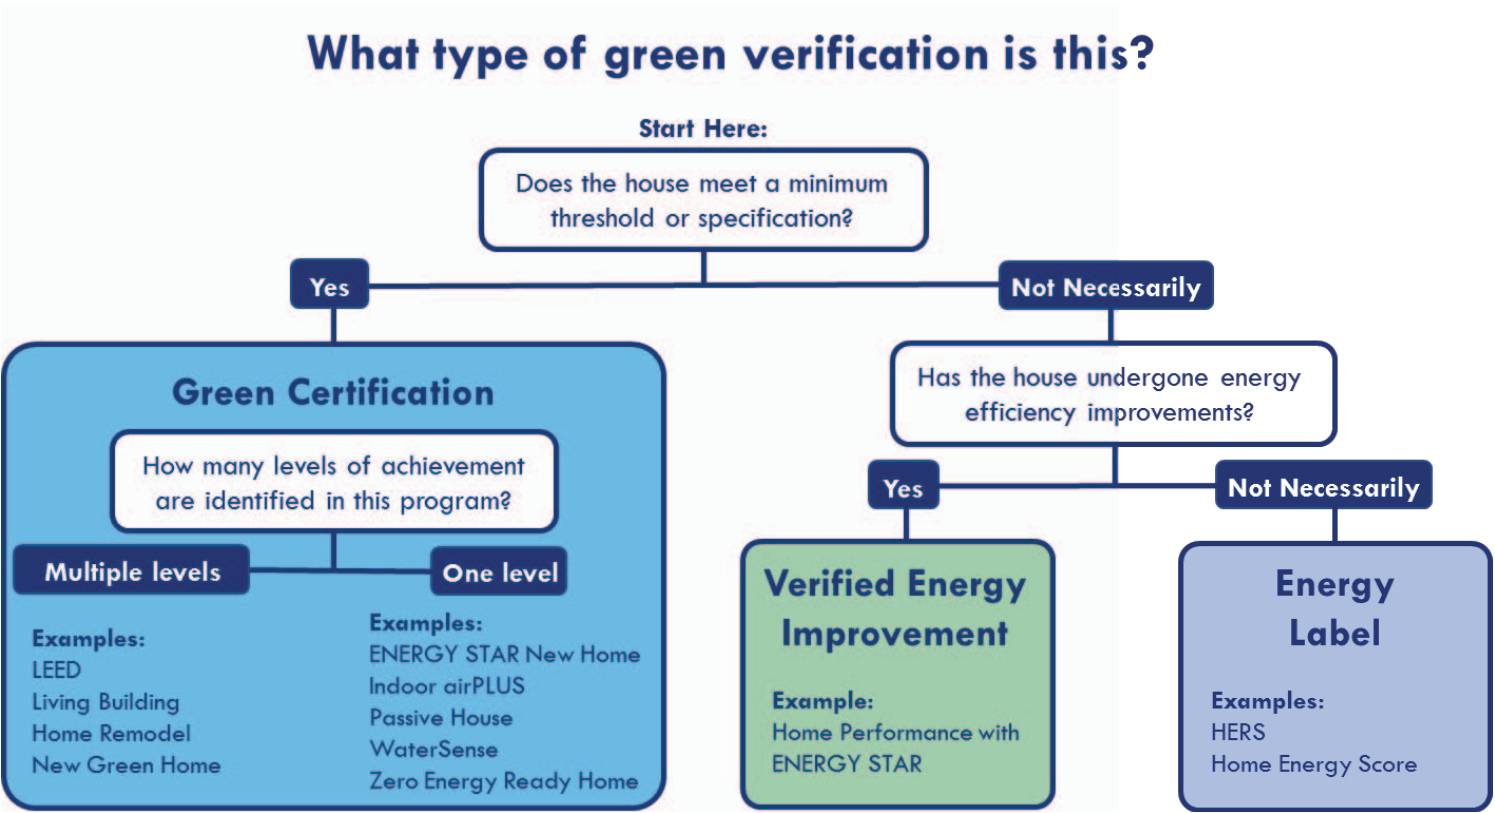 What type of green verification is this?
Start Here:
Does the house meet a minimum
threshold or specification?
Yes
Not Necessarily
Green Certification
How many levels of achievement
are identified in this program?
Multiple levels
One level
Examples:
LEED
Living Building
Home Remodel
New Green Home
Examples:
ENERGY STAR New Home
Indoor airPLUS
Passive House
WaterSense
Zero Energy Ready Home
Has the house undergone energy
efficiency improvements?
Yes
Not Necessarily
Verified Energy
Improvement
Example:
Home Performance with
ENERGY STAR
Energy
Label
Examples:
HERS
Home Energy Score